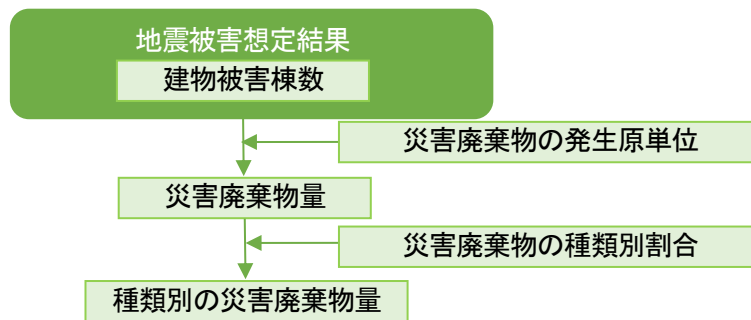 地震被害想定結果
建物被害棟数
災害廃棄物の発生原単位
災害廃棄物量
災害廃棄物の種類別割合
種類別の災害廃棄物量